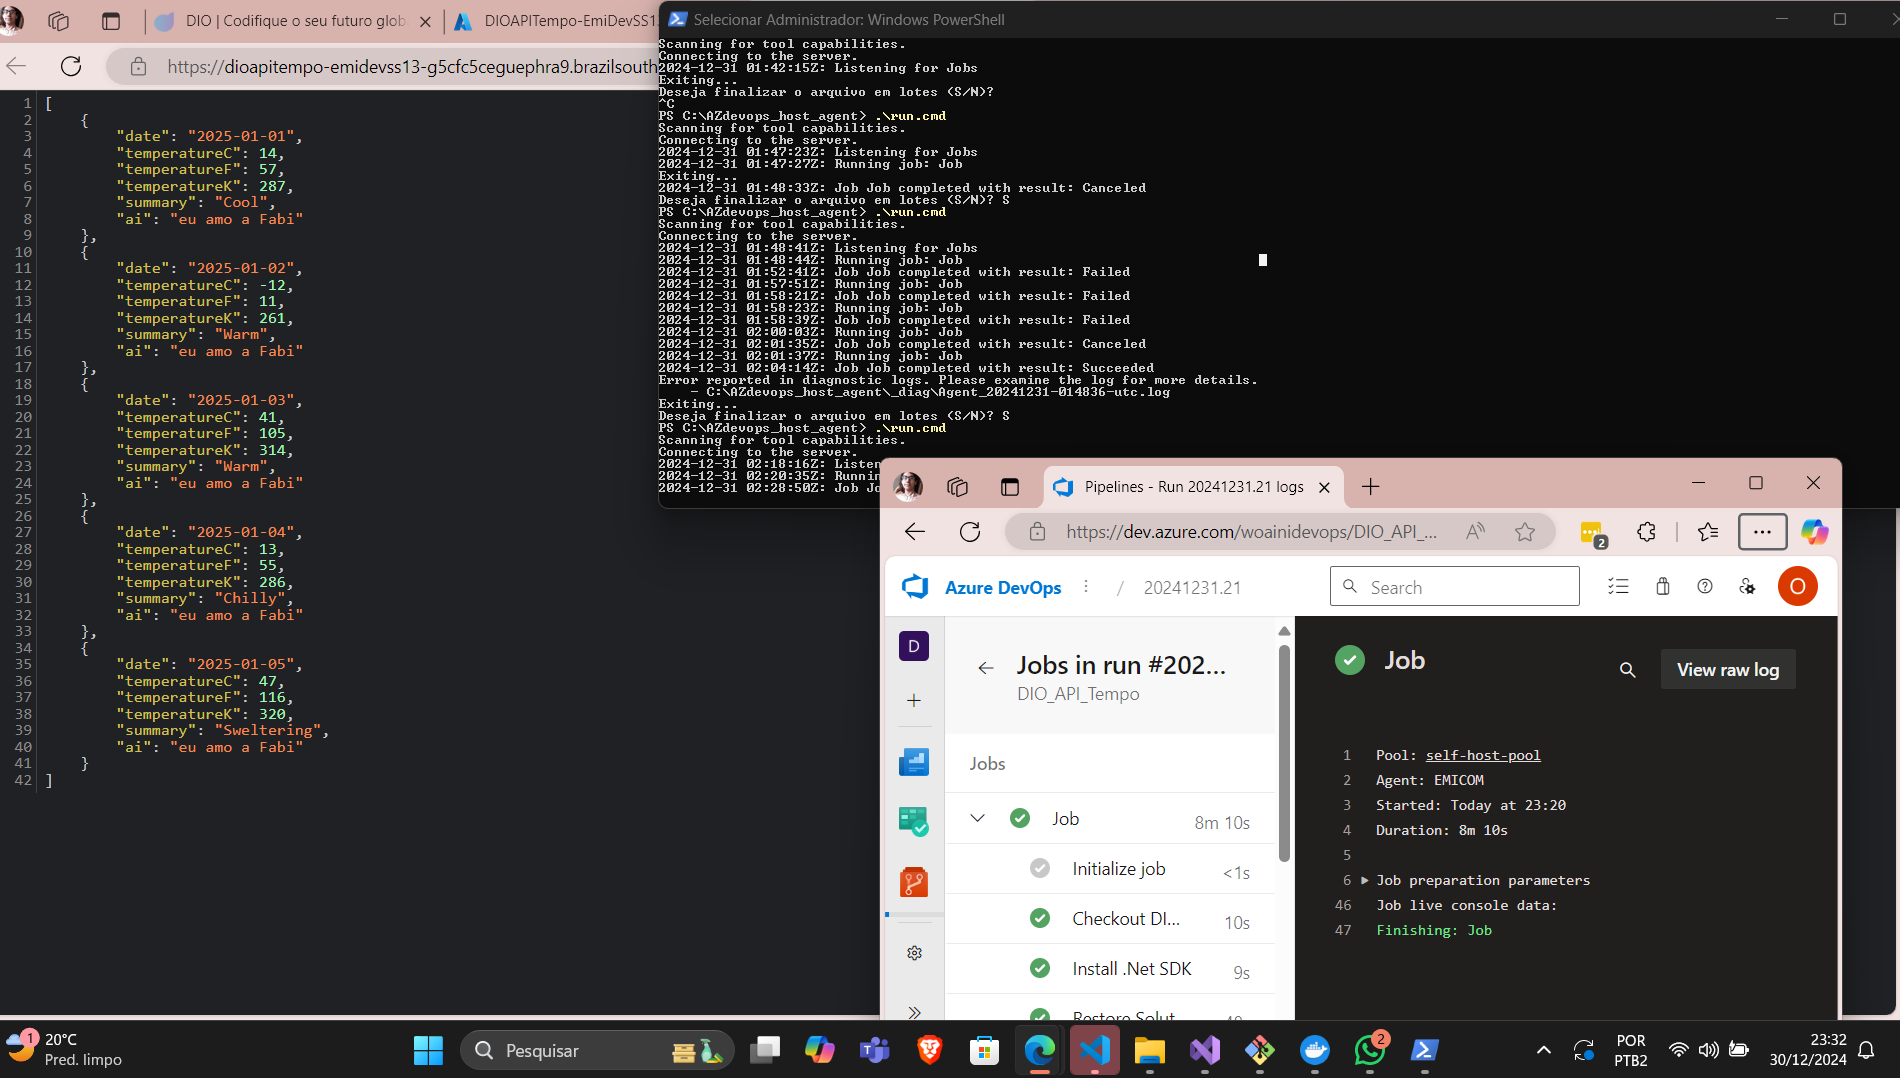 DIO | Codifique o seu futuro glob
DIOAPITempo-EmiDevSS1
https://dioapitempo-emidevss13-g5cfc5ceguephra9.brazilsouth
1 [
2 {
3 "date": "2025-01-01",
4 "temperatureC": 14,
5 "temperatureF": 57,
6 "temperatureK": 287,
7 "summary": "Cool",
8 "ai": "eu amo a Fabi"
9 },
10 {
11 "date": "2025-01-02",
12 "temperatureC": -12,
13 "temperatureF": 11,
14 "temperatureK": 261,
15 "summary": "Warm",
16 "ai": "eu amo a Fabi"
17 },
18 {
19 "date": "2025-01-03",
20 "temperatureC": 41,
21 "temperatureF": 105,
22 "temperatureK": 314,
23 "summary": "Warm",
24 "ai": "eu amo a Fabi"
25 },
26 {
27 "date": "2025-01-04",
28 "temperatureC": 13,
29 "temperatureF": 55,
30 "temperatureK": 286,
31 "summary": "Chilly",
32 "ai": "eu amo a Fabi"
33 },
34 {
35 "date": "2025-01-05",
36 "temperatureC": 47,
37 "temperatureF": 116,
38 "temperatureK": 320,
39 "summary": "Sweltering",
40 "ai": "eu amo a Fabi"
41 }
42 ]
Selecionar Administrador: Windows PowerShell
Scanning for tool capabilities.
Connecting to the server.
2024-12-31 01:42:15Z: Listening for Jobs
Exiting...
Deseja finalizar o arquivo em lotes (S/N)?
^C
PS C:\AZdevops_host_agent> .\run.cmd
Scanning for tool capabilities.
Connecting to the server.
2024-12-31 01:47:23Z: Listening for Jobs
2024-12-31 01:47:27Z: Running job: Job
Exiting...
2024-12-31 01:48:33Z: Job Job completed with result: Canceled
Deseja finalizar o arquivo em lotes (S/N)? S
PS C:\AZdevops_host_agent> .\run.cmd
Scanning for tool capabilities.
Connecting to the server.
2024-12-31 01:48:41Z: Listening for Jobs
2024-12-31 01:48:44Z: Running job: Job
2024-12-31 01:52:41Z: Job Job completed with result: Failed
2024-12-31 01:57:51Z: Running job: Job
2024-12-31 01:58:21Z: Job Job completed with result: Failed
2024-12-31 01:58:23Z: Running job: Job
2024-12-31 01:58:39Z: Job Job completed with result: Failed
2024-12-31 02:00:03Z: Running job: Job
2024-12-31 02:01:35Z: Job Job completed with result: Canceled
2024-12-31 02:01:37Z: Running job: Job
2024-12-31 02:04:14Z: Job Job completed with result: Succeeded
Error reported in diagnostic logs. Please examine the log for more details.
- C:\AZdevops_host_agent\_diag\Agent_20241231-014836-utc.log
Exiting...
Deseja finalizar o arquivo em lotes (S/N)? S
PS C:\AZdevops_host_agent> .\run.cmd
Scanning for tool capabilities.
Connecting to the server.
2024-12-31 02:18:16Z: Listen
2024-12-31 02:20:35Z: Runnin
2024-12-31 02:28:50Z: Job Jo
Pipelines - Run 20241231.21 logs
https://dev.azure.com/woainidevops/DIO_API_...
2
Azure DevOps / 20241231.21
Search
O
D
Jobs in run #202...
DIO_API_Tempo
Jobs
Job 8m 10s
Initialize job <1s
Checkout DI... 10s
Install .Net SDK 9s
Restore Solut
Job
View raw log
1 Pool: self-host-pool
2 Agent: EMICOM
3 Started: Today at 23:20
4 Duration: 8m 10s
5
6 Job preparation parameters
46 Job live console data:
47 Finishing: Job
1
20°C
Pred. limpo
Pesquisar
2
POR
PTB2
23:32
30/12/2024